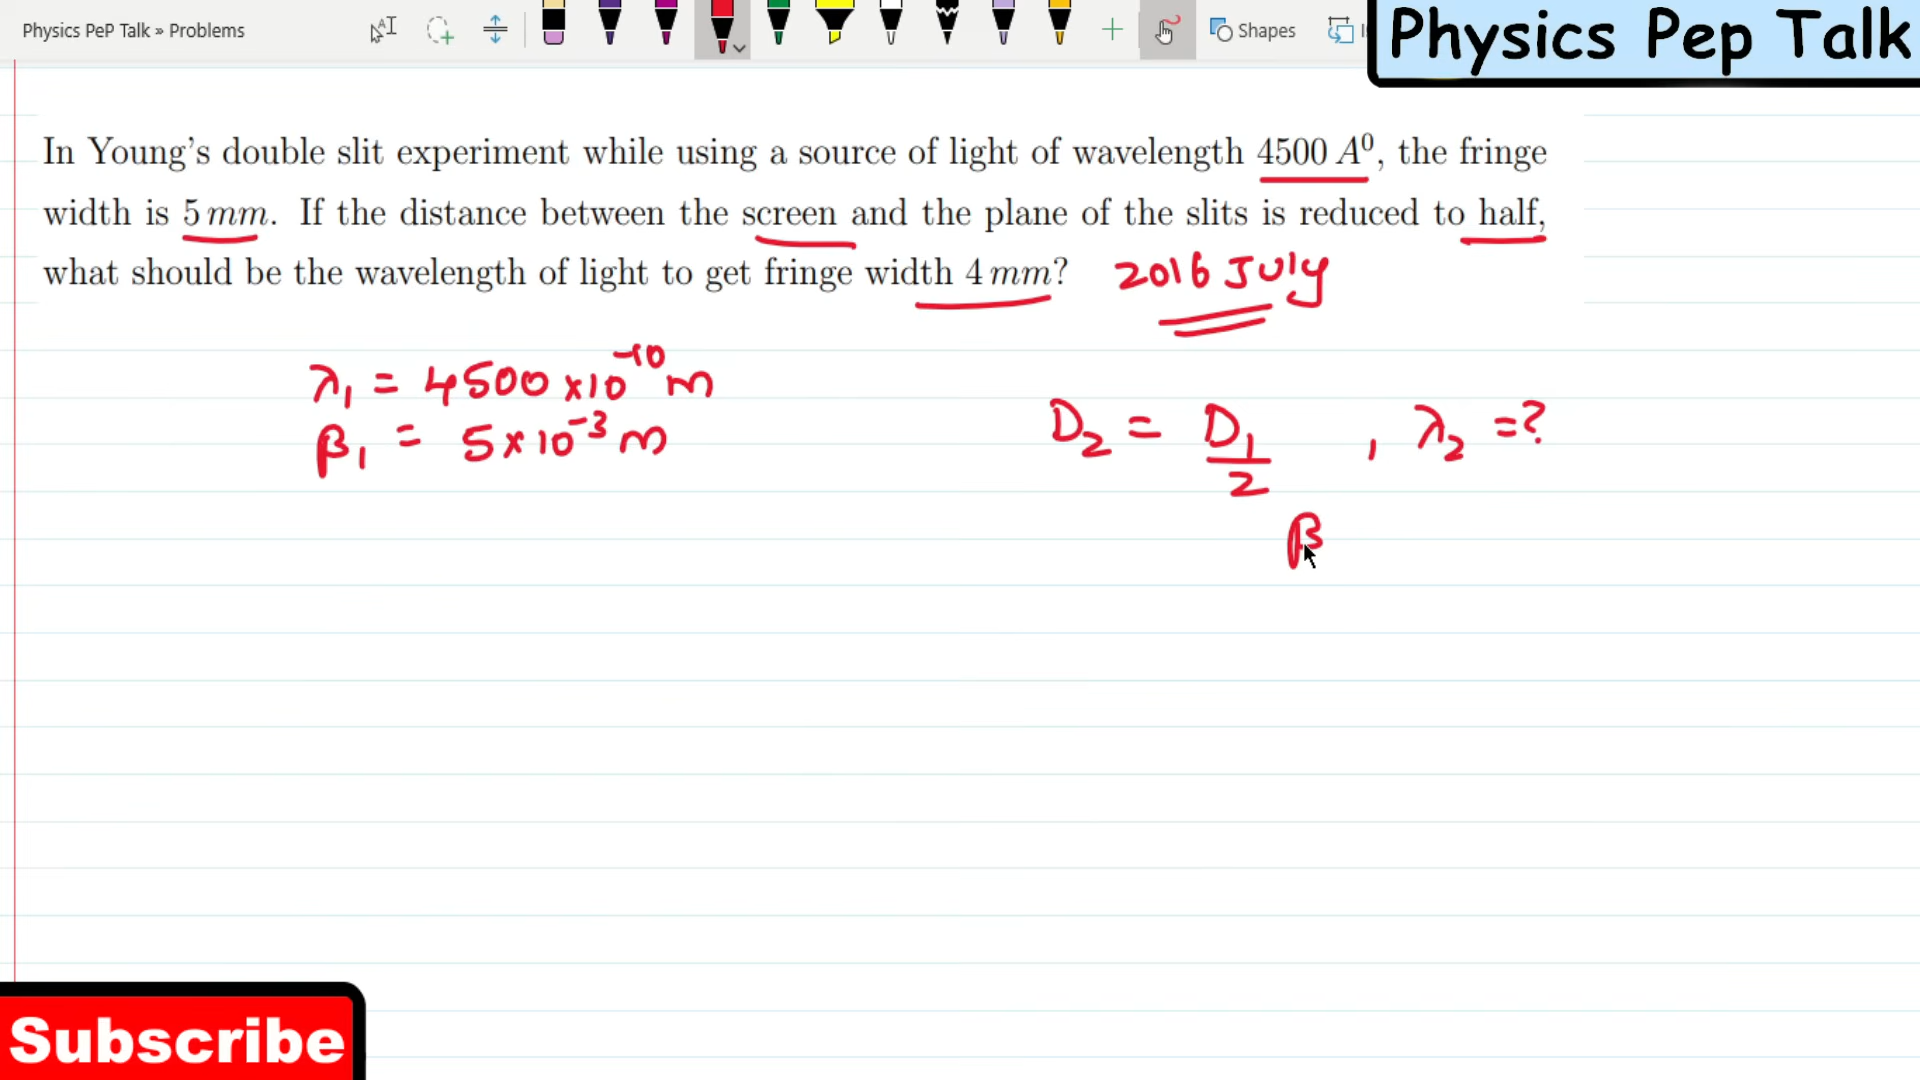 Physics PeP Talk » Problems
Shapes
Physics Pep Talk
In Young's double slit experiment while using a source of light of wavelength 4500 A⁰, the fringe
width is 5 mm. If the distance between the screen and the plane of the slits is reduced to half,
what should be the wavelength of light to get fringe width 4 mm? 2016 July
λ₁ = 4500 × 10⁻¹⁰ m
β₁ = 5 × 10⁻³ m
D₂ = D₁/2 , λ₂ = ?
β
Subscribe